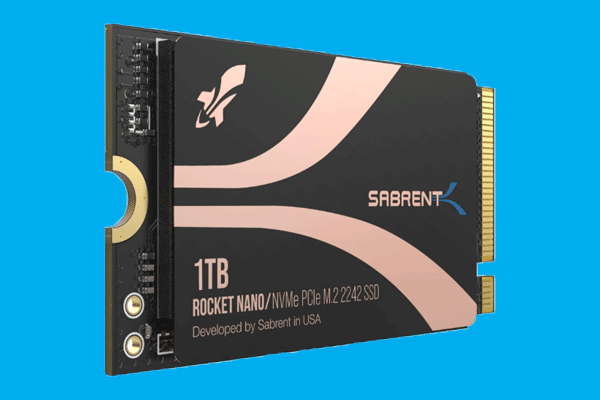 SABRENT
1TB
ROCKET NANO/NVMe PCIe M.2 2242 SSD
Developed by Sabrent in USA